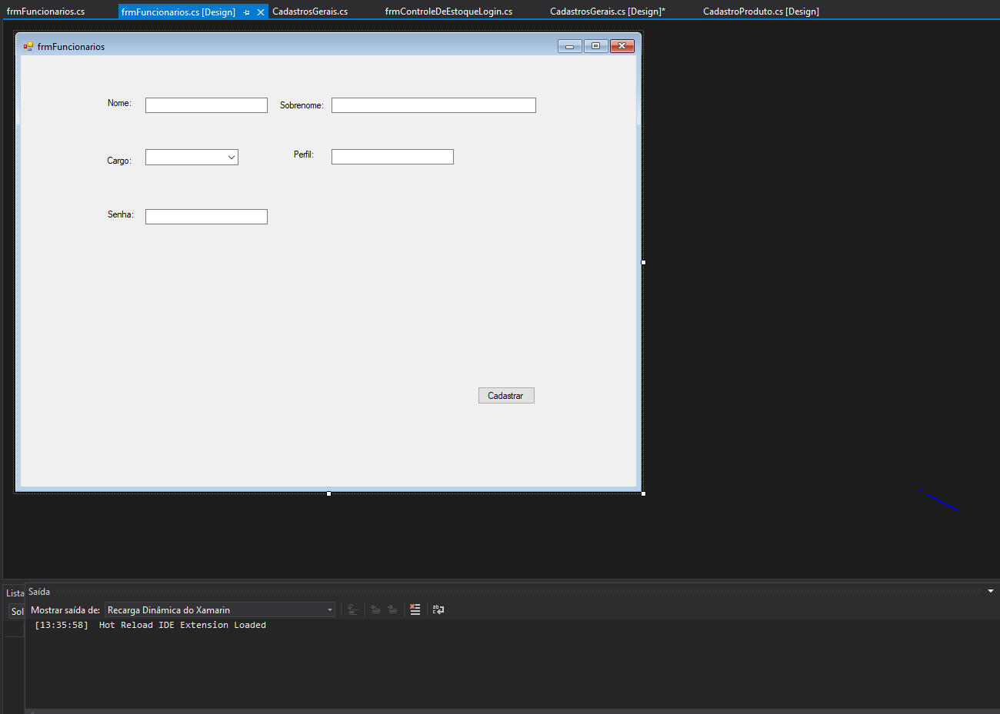 frmFuncionarios.cs frmFuncionarios.cs [Design] CadastrosGerais.cs frmControleDeEstoqueLogin.cs CadastrosGerais.cs [Design]* CadastroProduto.cs [Design]
frmFuncionarios
Nome: Sobrenome:
Cargo: Perfil:
Senha:
Cadastrar
Lista Saída
Sol Mostrar saída de: Recarga Dinâmica do Xamarin
[13:35:58] Hot Reload IDE Extension Loaded